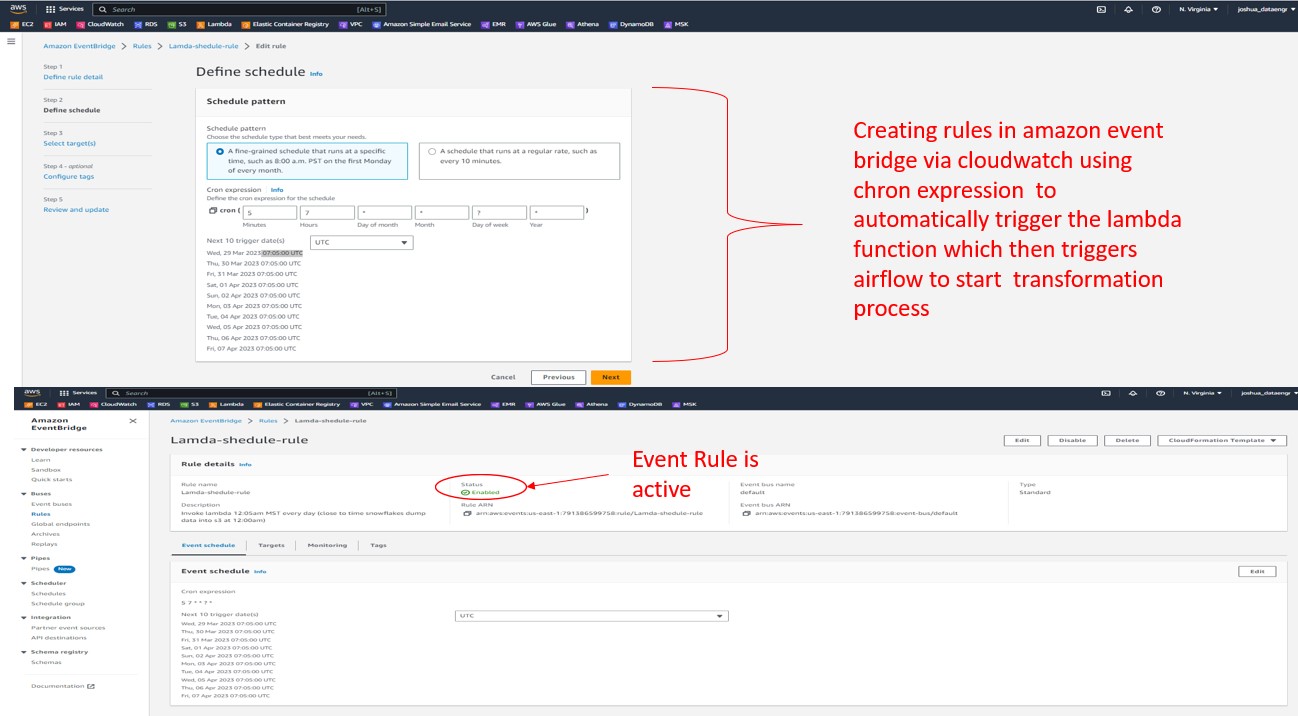 aws
Services
Search
[Alt+S]
N. Virginia
joshua_dataengr
EC2
IAM
CloudWatch
RDS
S3
Lambda
Elastic Container Registry
VPC
Amazon Simple Email Service
EMR
AWS Glue
Athena
DynamoDB
MSK
Amazon EventBridge > Rules > Lamda-shedule-rule > Edit rule
Step 1
Define rule detail
Step 2
Define schedule
Step 3
Select target(s)
Step 4 - optional
Configure tags
Step 5
Review and update
Define schedule Info
Schedule pattern
Schedule pattern
Choose the schedule type that best meets your needs.
A fine-grained schedule that runs at a specific
time, such as 8:00 a.m. PST on the first Monday
of every month.
A schedule that runs at a regular rate, such as
every 10 minutes.
Cron expression Info
Define the cron expression for the schedule
cron ( 5 7 * * ? * )
Minutes Hours Day of month Month Day of week Year
Next 10 trigger date(s) UTC
Wed, 29 Mar 2023 07:05:00 UTC
Thu, 30 Mar 2023 07:05:00 UTC
Fri, 31 Mar 2023 07:05:00 UTC
Sat, 01 Apr 2023 07:05:00 UTC
Sun, 02 Apr 2023 07:05:00 UTC
Mon, 03 Apr 2023 07:05:00 UTC
Tue, 04 Apr 2023 07:05:00 UTC
Wed, 05 Apr 2023 07:05:00 UTC
Thu, 06 Apr 2023 07:05:00 UTC
Fri, 07 Apr 2023 07:05:00 UTC
Cancel Previous Next
Creating rules in amazon event
bridge via cloudwatch using
chron expression to
automatically trigger the lambda
function which then triggers
airflow to start transformation
process
aws
Services
Search
[Alt+S]
N. Virginia
joshua_dataengr
EC2
IAM
CloudWatch
RDS
S3
Lambda
Elastic Container Registry
VPC
Amazon Simple Email Service
EMR
AWS Glue
Athena
DynamoDB
MSK
Amazon
EventBridge
Developer resources
Learn
Sandbox
Quick starts
Buses
Event buses
Rules
Global endpoints
Archives
Replays
Pipes
Pipes New
Scheduler
Schedules
Schedule group
Integration
Partner event sources
API destinations
Schema registry
Schemas
Documentation
Amazon EventBridge > Rules > Lamda-shedule-rule
Lamda-shedule-rule
Edit Disable Delete CloudFormation Template
Rule details Info
Rule name
Lamda-shedule-rule
Description
Invoke lambda 12:05am MST every day (close to time snowflakes dump
data into s3 at 12:00am)
Status
Enabled
Rule ARN
arn:aws:events:us-east-1:791386599758:rule/Lamda-shedule-rule
Event Rule is
active
Event bus name
default
Event bus ARN
arn:aws:events:us-east-1:791386599758:event-bus/default
Type
Standard
Event schedule Targets Monitoring Tags
Event schedule Info
Edit
Cron expression
5 7 * * ? *
Next 10 trigger date(s)
UTC
Wed, 29 Mar 2023 07:05:00 UTC
Thu, 30 Mar 2023 07:05:00 UTC
Fri, 31 Mar 2023 07:05:00 UTC
Sat, 01 Apr 2023 07:05:00 UTC
Sun, 02 Apr 2023 07:05:00 UTC
Mon, 03 Apr 2023 07:05:00 UTC
Tue, 04 Apr 2023 07:05:00 UTC
Wed, 05 Apr 2023 07:05:00 UTC
Thu, 06 Apr 2023 07:05:00 UTC
Fri, 07 Apr 2023 07:05:00 UTC